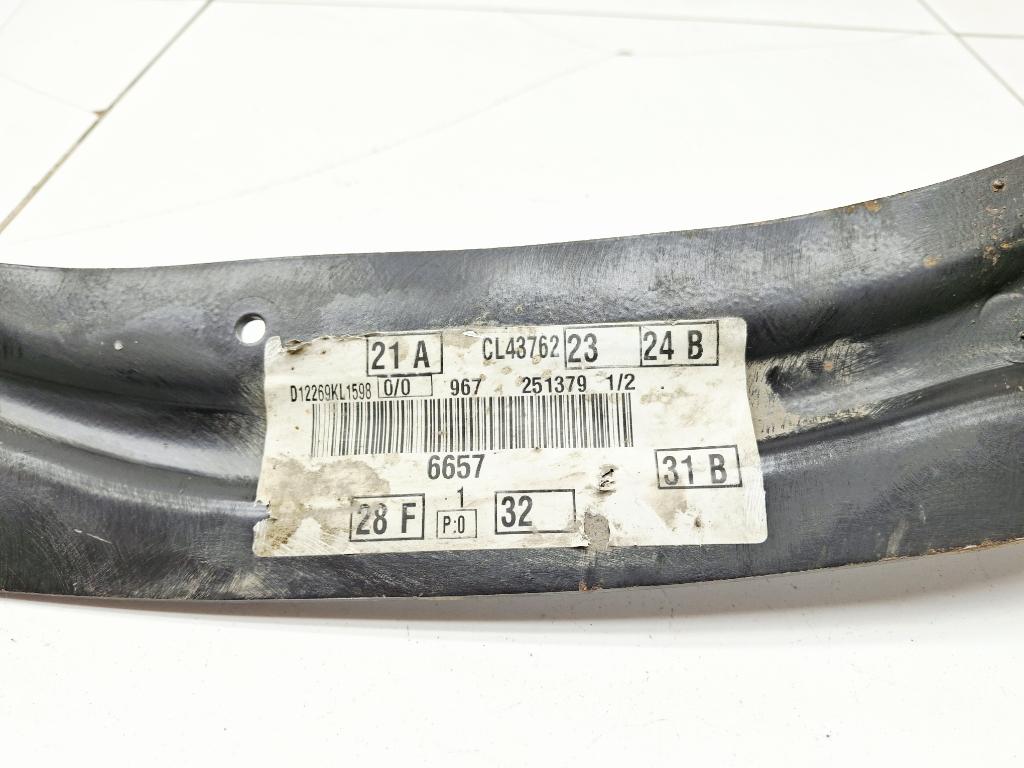 21 A CL43762 23 24 B
D12269KL1598 0/0 967 251379 1/2
6657 31 B
1
28 F P:0 32